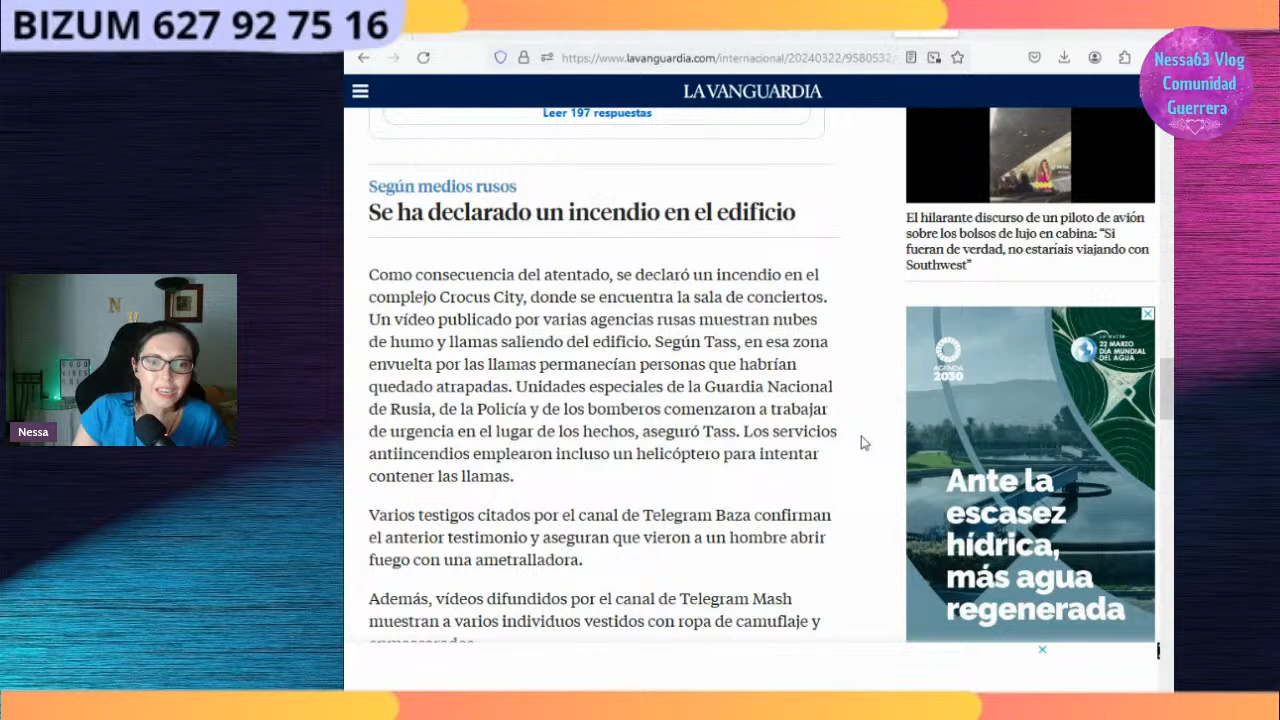 BIZUM 627 92 75 16
https://www.lavanguardia.com/internacional/20240322/9580532
Nessa63 Vlog
Comunidad
Guerrera
LA VANGUARDIA
Leer 197 respuestas
Según medios rusos
Se ha declarado un incendio en el edificio
Como consecuencia del atentado, se declaró un incendio en el
complejo Crocus City, donde se encuentra la sala de conciertos.
Un vídeo publicado por varias agencias rusas muestran nubes
de humo y llamas saliendo del edificio. Según Tass, en esa zona
envuelta por las llamas permanecían personas que habrían
quedado atrapadas. Unidades especiales de la Guardia Nacional
de Rusia, de la Policía y de los bomberos comenzaron a trabajar
de urgencia en el lugar de los hechos, aseguró Tass. Los servicios
antiincendios emplearon incluso un helicóptero para intentar
contener las llamas.
Varios testigos citados por el canal de Telegram Baza confirman
el anterior testimonio y aseguran que vieron a un hombre abrir
fuego con una ametralladora.
Además, vídeos difundidos por el canal de Telegram Mash
muestran a varios individuos vestidos con ropa de camuflaje y
El hilarante discurso de un piloto de avión
sobre los bolsos de lujo en cabina: “Si
fueran de verdad, no estaríais viajando con
Southwest”
AGENDA
2030
22 MARZO
DÍA MUNDIAL
DEL AGUA
Ante la
escasez
hídrica,
más agua
regenerada
N
Nessa